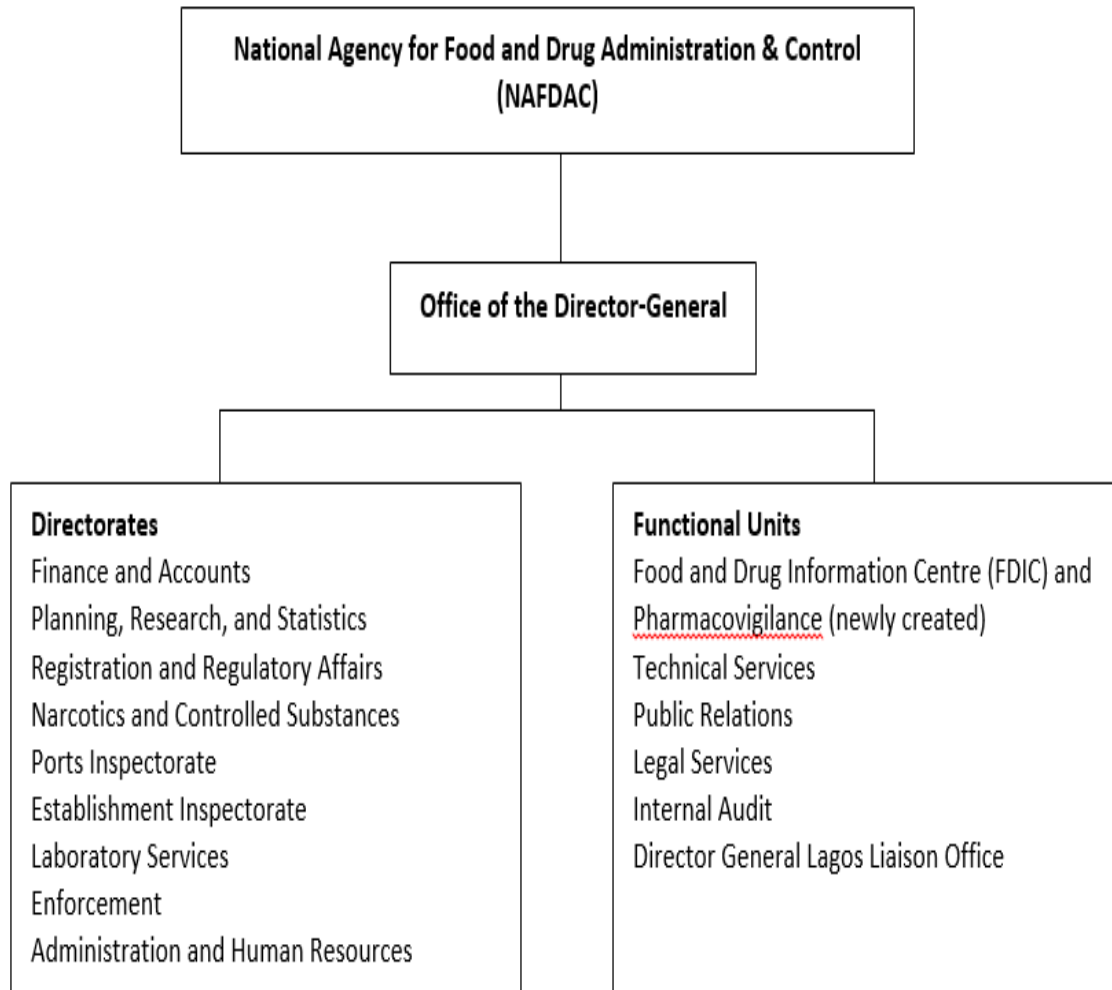 National Agency for Food and Drug Administration & Control
(NAFDAC)
Office of the Director-General
Directorates
Finance and Accounts
Planning, Research, and Statistics
Registration and Regulatory Affairs
Narcotics and Controlled Substances
Ports Inspectorate
Establishment Inspectorate
Laboratory Services
Enforcement
Administration and Human Resources
Functional Units
Food and Drug Information Centre (FDIC) and
Pharmacovigilance (newly created)
Technical Services
Public Relations
Legal Services
Internal Audit
Director General Lagos Liaison Office